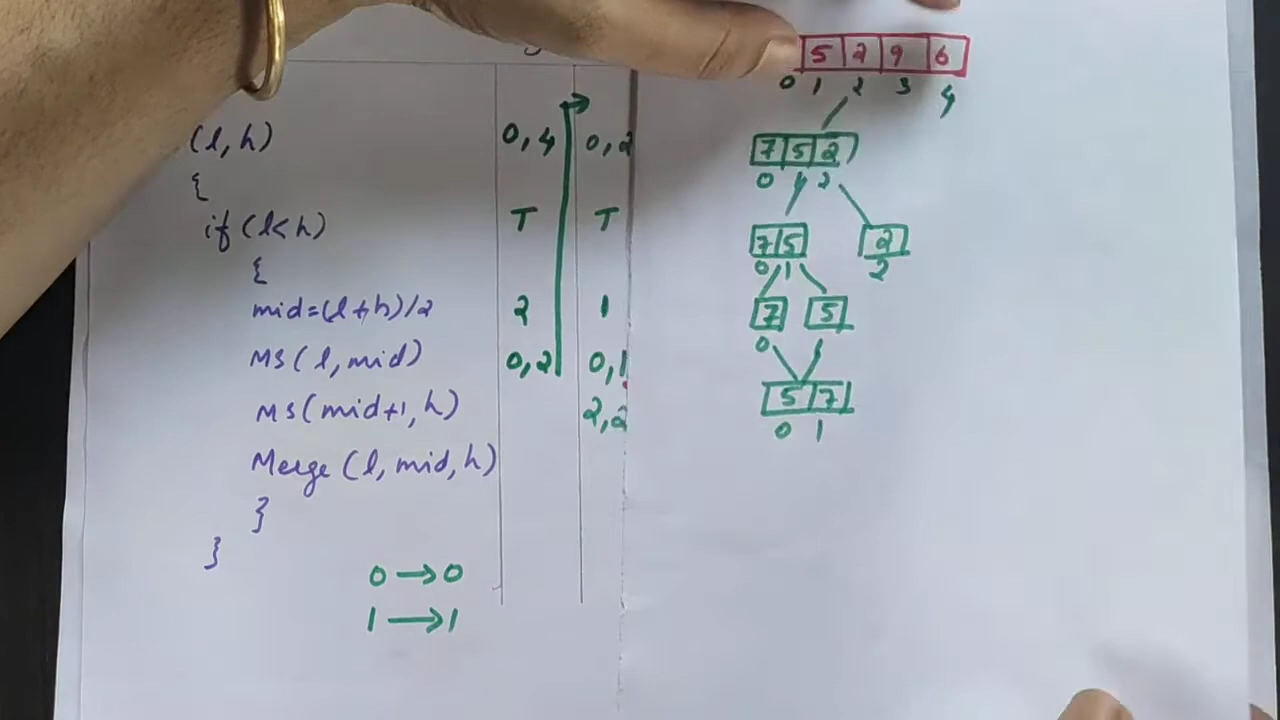 (l, h)
{
if (l<h)
{
mid=(l+h)/2
MS(l, mid)
MS(mid+1, h)
Merge(l, mid, h)
}
}
0→0
1→1
0,4
T
2
0,2
0,2
T
1
0,1
2,2
5 2 9 6
0 1 2 3 4
7 5 2
0 1 2
7 5
0 1
2
2
7
0
5
1
5 7
0 1